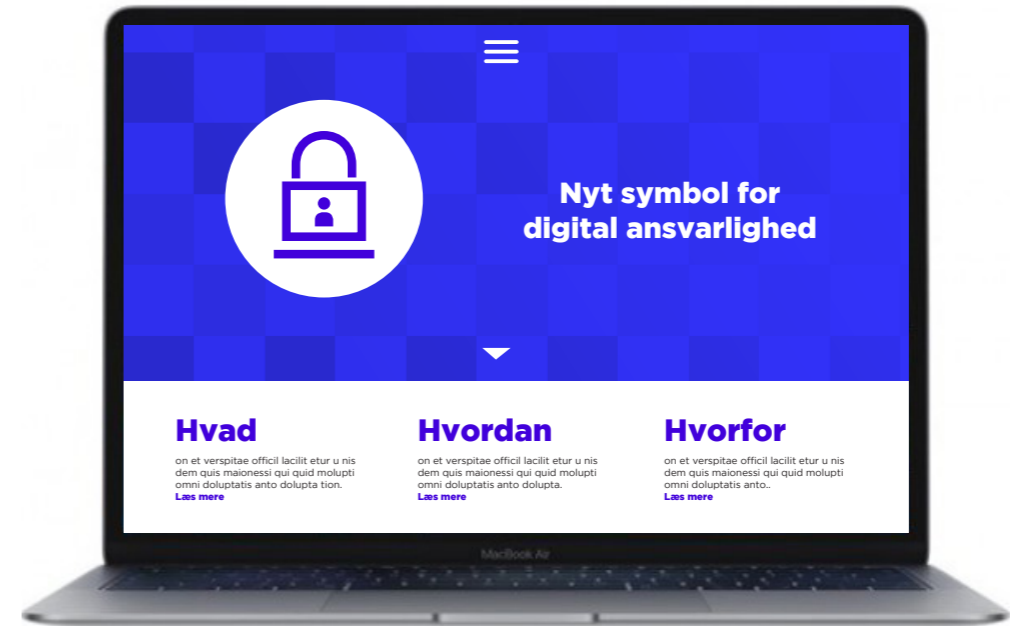 Nyt symbol for
digital ansvarlighed
Hvad
on et verspitae officil lacilit etur u nis
dem quis maionessi qui quid molupti
omni doluptatis anto dolupta tion.
Læs mere
Hvordan
on et verspitae officil lacilit etur u nis
dem quis maionessi qui quid molupti
omni doluptatis anto dolupta.
Læs mere
Hvorfor
on et verspitae officil lacilit etur u nis
dem quis maionessi qui quid molupti
omni doluptatis anto..
Læs mere
MacBook Air